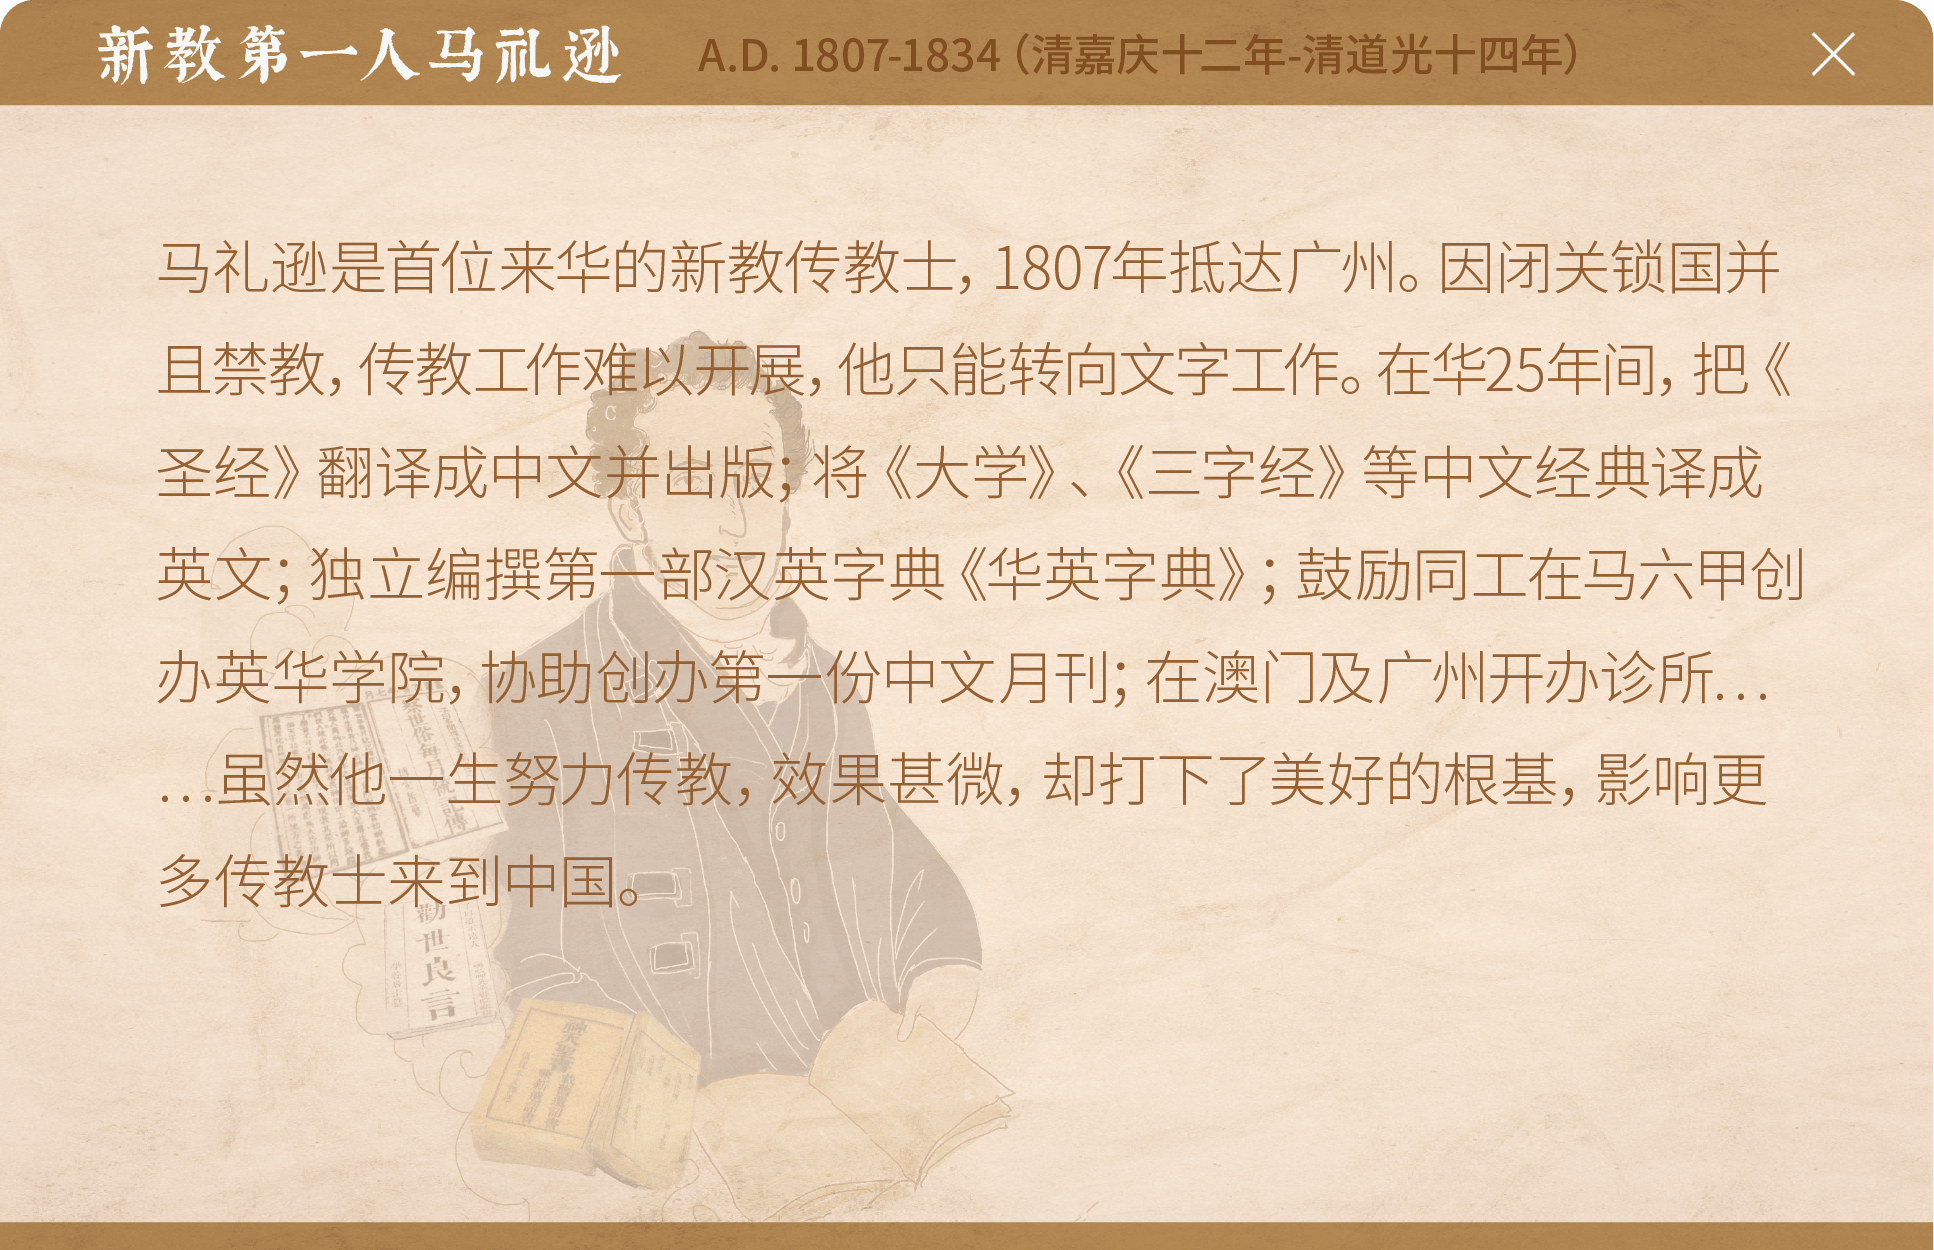 新教第一人马礼逊 A.D. 1807-1834（清嘉庆十二年-清道光十四年）
马礼逊是首位来华的新教传教士，1807年抵达广州。因闭关锁国并
且禁教，传教工作难以开展，他只能转向文字工作。在华25年间，把《
圣经》翻译成中文并出版；将《大学》、《三字经》等中文经典译成
英文；独立编撰第一部汉英字典《华英字典》；鼓励同工在马六甲创
办英华学院，协助创办第一份中文月刊；在澳门及广州开办诊所…
…虽然他一生努力传教，效果甚微，却打下了美好的根基，影响更
多传教士来到中国。
勸世良言